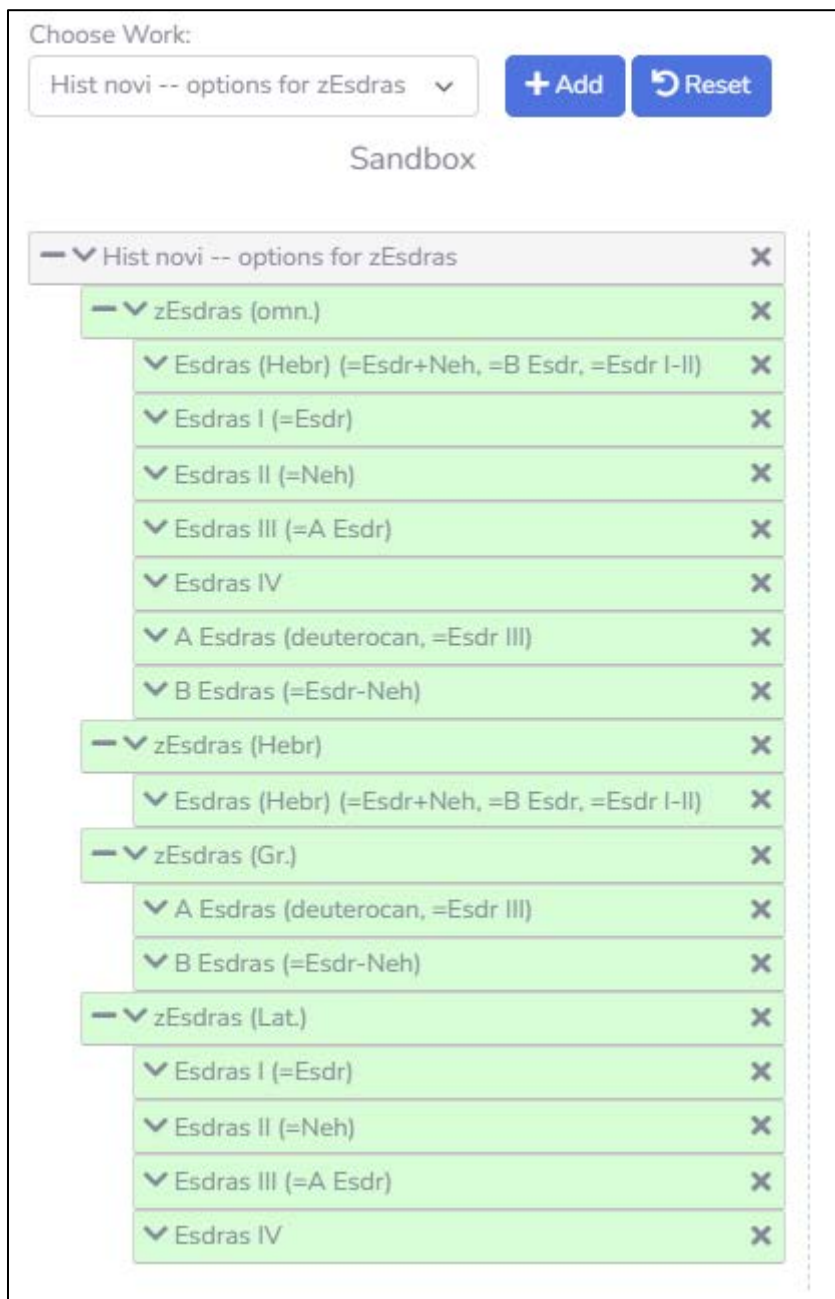 Choose Work:
Hist novi -- options for zEsdras Add Reset
Sandbox
Hist novi -- options for zEsdras
zEsdras (omn.)
Esdras (Hebr) (=Esdr+Neh, =B Esdr, =Esdr I-II)
Esdras I (=Esdr)
Esdras II (=Neh)
Esdras III (=A Esdr)
Esdras IV
A Esdras (deuterocan, =Esdr III)
B Esdras (=Esdr-Neh)
zEsdras (Hebr)
Esdras (Hebr) (=Esdr+Neh, =B Esdr, =Esdr I-II)
zEsdras (Gr.)
A Esdras (deuterocan, =Esdr III)
B Esdras (=Esdr-Neh)
zEsdras (Lat.)
Esdras I (=Esdr)
Esdras II (=Neh)
Esdras III (=A Esdr)
Esdras IV